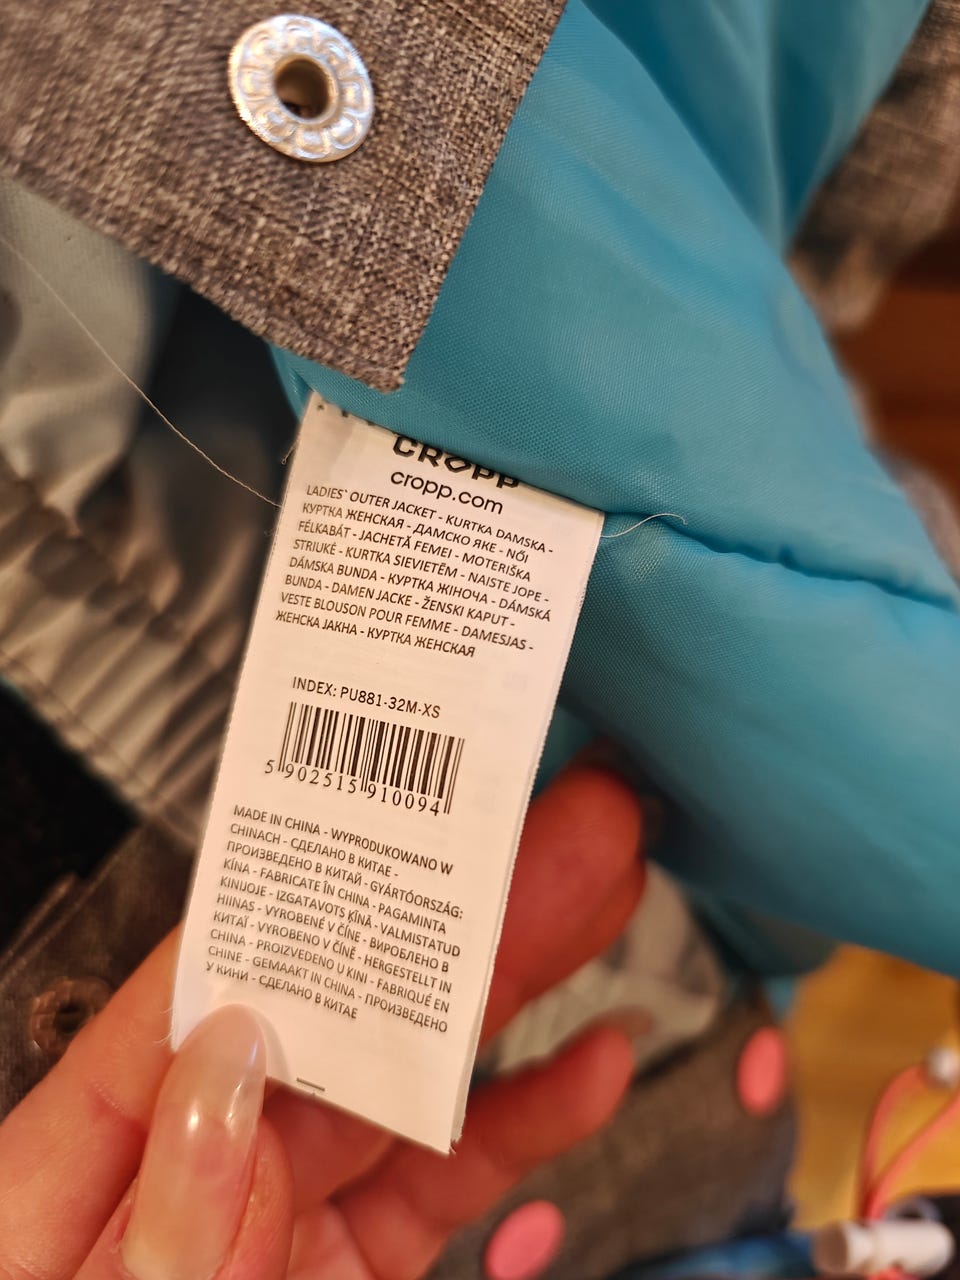 CROPP
cropp.com
LADIES' OUTER JACKET - KURTKA DAMSKA -
КУРТКА ЖЕНСКАЯ - ДАМСКО ЯКЕ - NŐI
FÉLKABÁT - JACHETĂ FEMEI - MOTERIŠKA
STRIUKĖ - KURTKA SIEVIETĒM - NAISTE JOPE -
DÁMSKA BUNDA - КУРТКА ЖІНОЧА - DÁMSKÁ
BUNDA - DAMEN JACKE - ŽENSKI KAPUT -
VESTE BLOUSON POUR FEMME - DAMESJAS -
ЖЕНСКА ЈАКНА - КУРТКА ЖЕНСКАЯ
INDEX: PU881-32M-XS
5 902515 910094
MADE IN CHINA - WYPRODUKOWANO W
CHINACH - СДЕЛАНО В КИТАЕ -
ПРОИЗВЕДЕНО В КИТАЙ - GYÁRTÓORSZÁG:
KÍNA - FABRICATE ÎN CHINA - PAGAMINTA
KINIJOJE - IZGATAVOTS ĶĪNĀ - VALMISTATUD
HIINAS - VYROBENÉ V ČÍNE - ВИРОБЛЕНО В
КИТАЇ - VYROBENO V ČÍNĚ - HERGESTELLT IN
CHINA - PROIZVEDENO U KINI - FABRIQUÉ EN
CHINE - GEMAAKT IN CHINA - ПРОИЗВЕДЕНО
У КИНИ - СДЕЛАНО В КИТАЕ